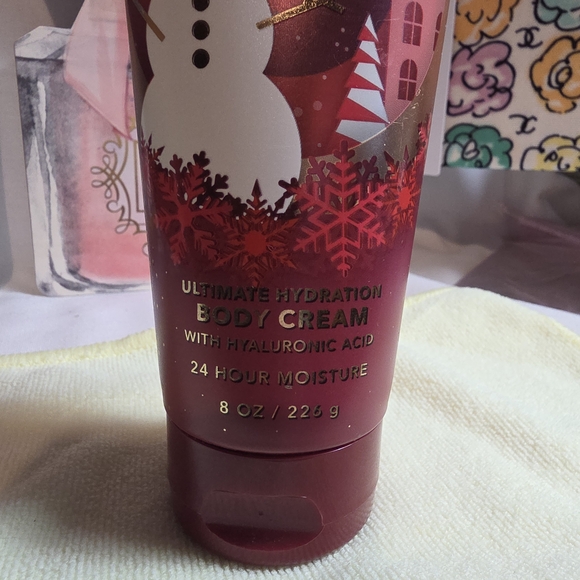 ULTIMATE HYDRATION
BODY CREAM
WITH HYALURONIC ACID
24 HOUR MOISTURE
8 OZ / 226 g